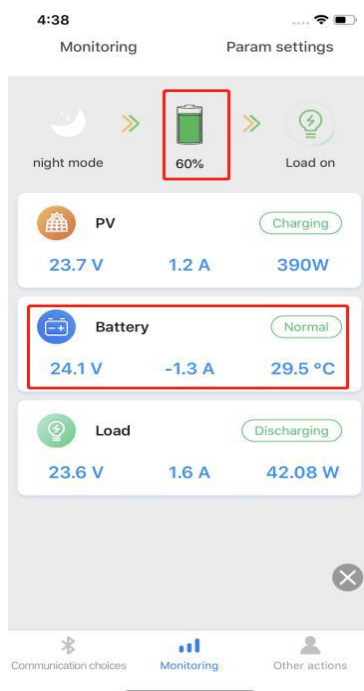 4:38
Monitoring Param settings
night mode 60% Load on
PV Charging
23.7 V 1.2 A 390W
Battery Normal
24.1 V -1.3 A 29.5 °C
Load Discharging
23.6 V 1.6 A 42.08 W
Communication choices Monitoring Other actions